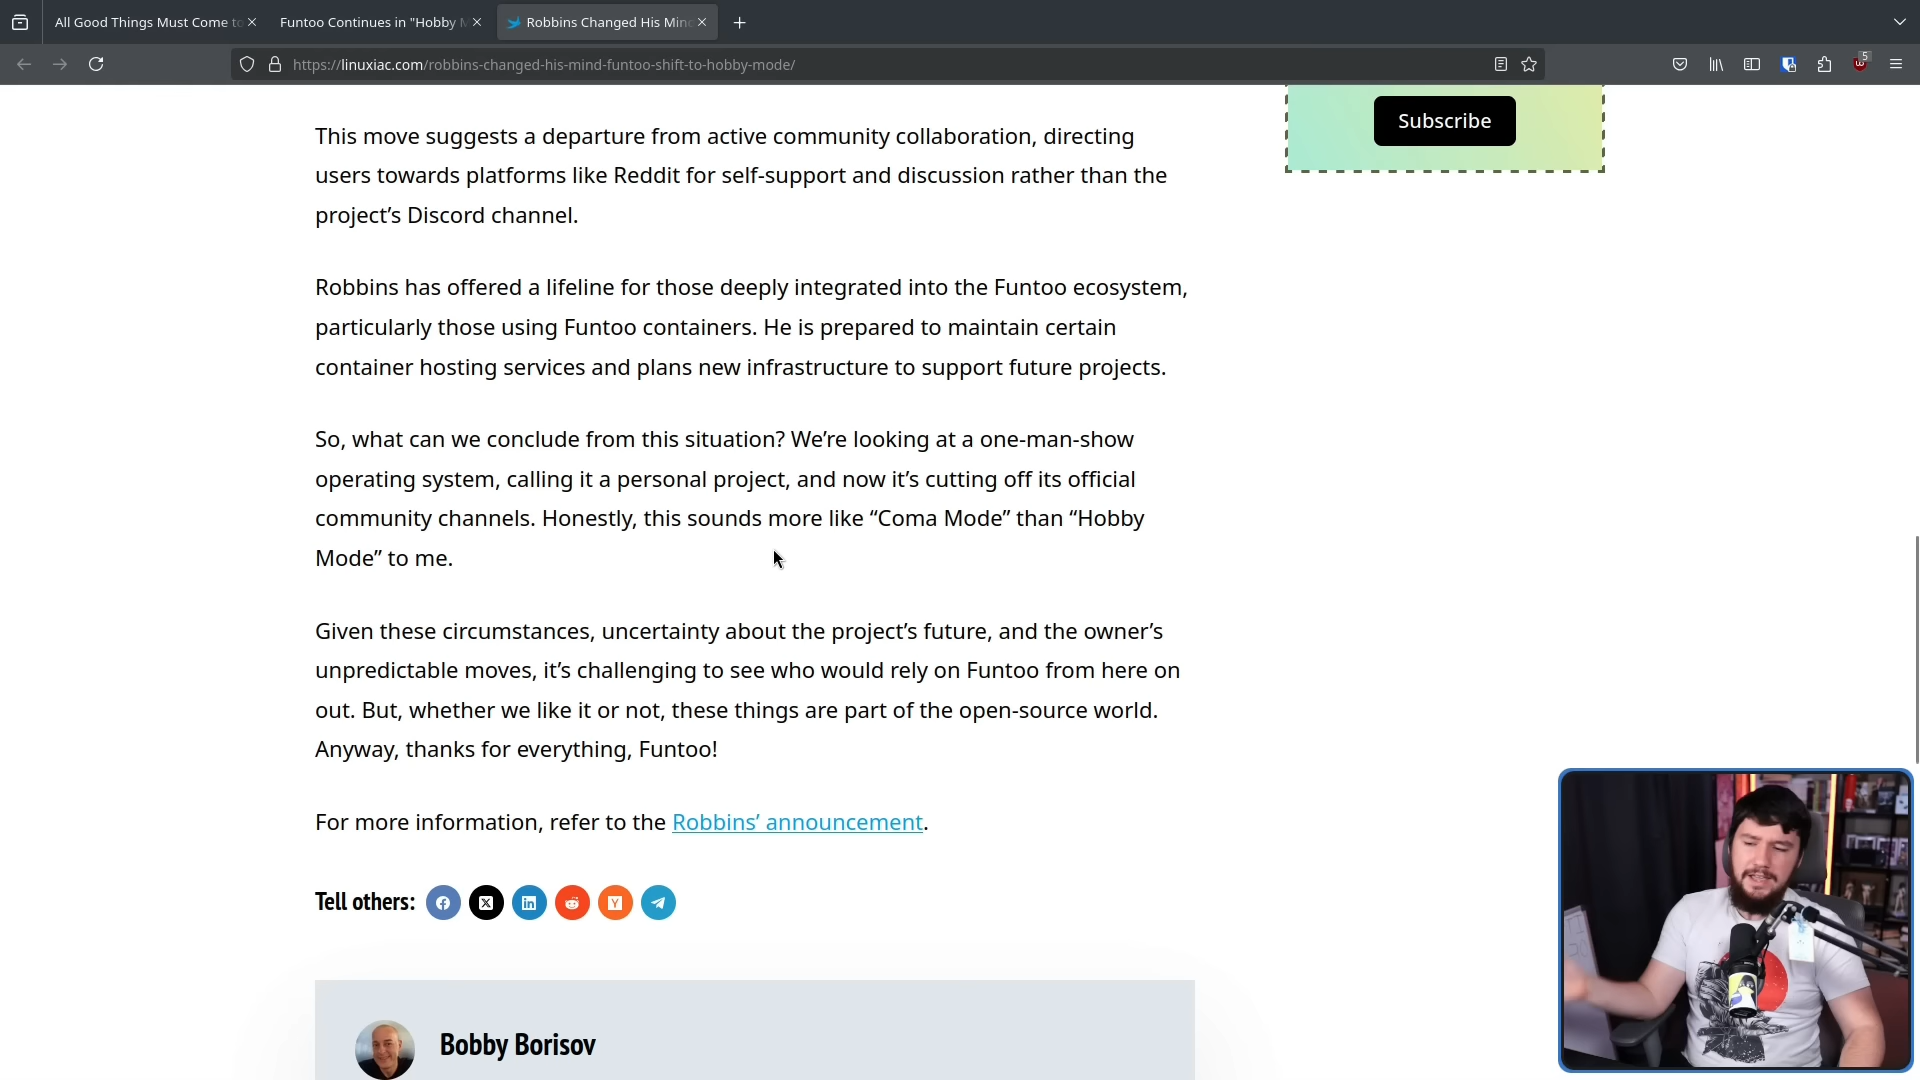 All Good Things Must Come to
Funtoo Continues in "Hobby M
Robbins Changed His Mind
https://linuxiac.com/robbins-changed-his-mind-funtoo-shift-to-hobby-mode/
5
Subscribe
This move suggests a departure from active community collaboration, directing
users towards platforms like Reddit for self-support and discussion rather than the
project’s Discord channel.
Robbins has offered a lifeline for those deeply integrated into the Funtoo ecosystem,
particularly those using Funtoo containers. He is prepared to maintain certain
container hosting services and plans new infrastructure to support future projects.
So, what can we conclude from this situation? We’re looking at a one-man-show
operating system, calling it a personal project, and now it’s cutting off its official
community channels. Honestly, this sounds more like “Coma Mode” than “Hobby
Mode” to me.
Given these circumstances, uncertainty about the project’s future, and the owner’s
unpredictable moves, it’s challenging to see who would rely on Funtoo from here on
out. But, whether we like it or not, these things are part of the open-source world.
Anyway, thanks for everything, Funtoo!
For more information, refer to the Robbins’ announcement.
Tell others:
Bobby Borisov